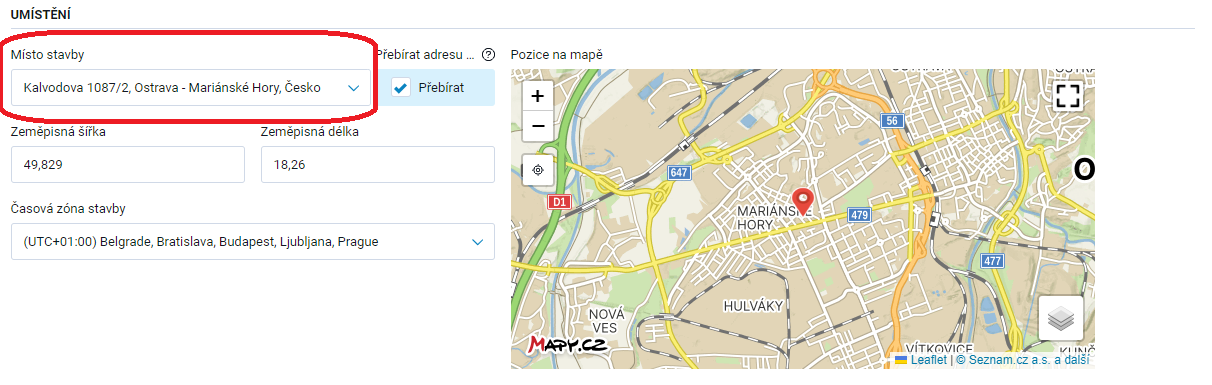 UMÍSTĚNÍ
Místo stavby
Přebírat adresu ...
Pozice na mapě
Kalvodova 1087/2, Ostrava - Mariánské Hory, Česko
Přebírat
Zeměpisná šířka
Zeměpisná délka
49,829
18,26
Časová zóna stavby
(UTC+01:00) Belgrade, Bratislava, Budapest, Ljubljana, Prague
+
−
56
647
D1
MARIÁNSKÉ
HORY
479
477
HULVÁKY
NOVÁ
VES
VÍTKOVICE
O
MAPY.CZ
Leaflet | © Seznam.cz a.s. a další